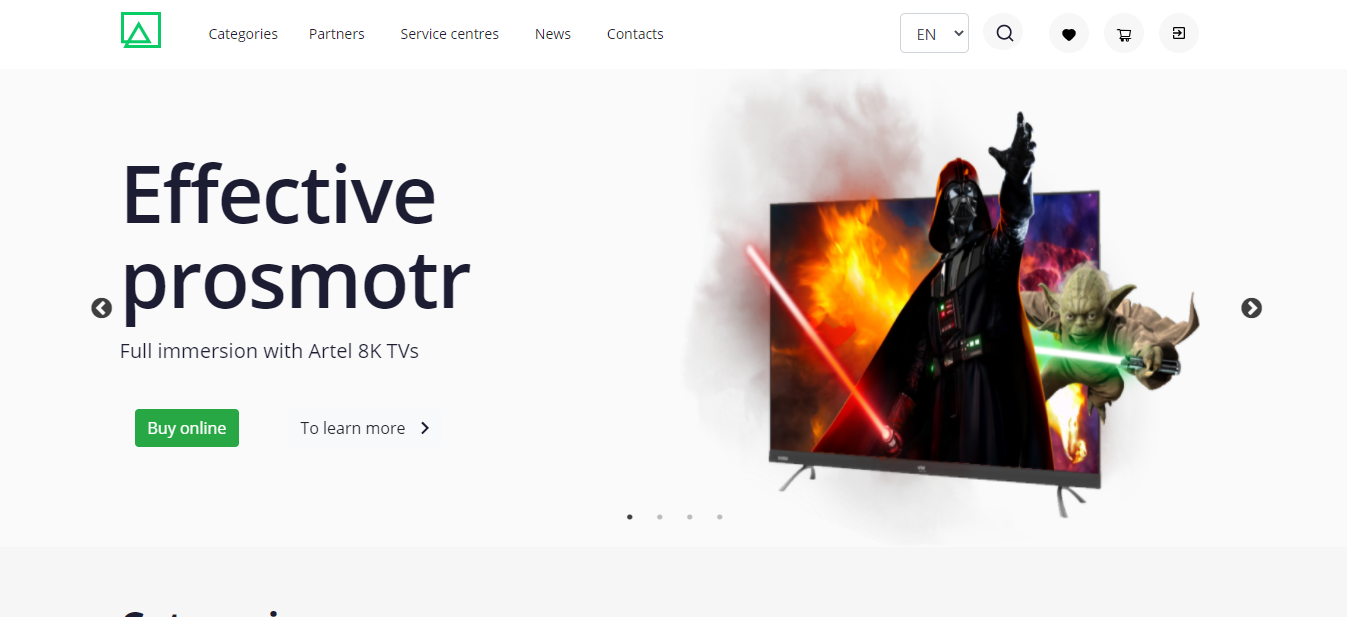 Categories Partners Service centres News Contacts EN
Effective
prosmotr
Full immersion with Artel 8K TVs
Buy online To learn more